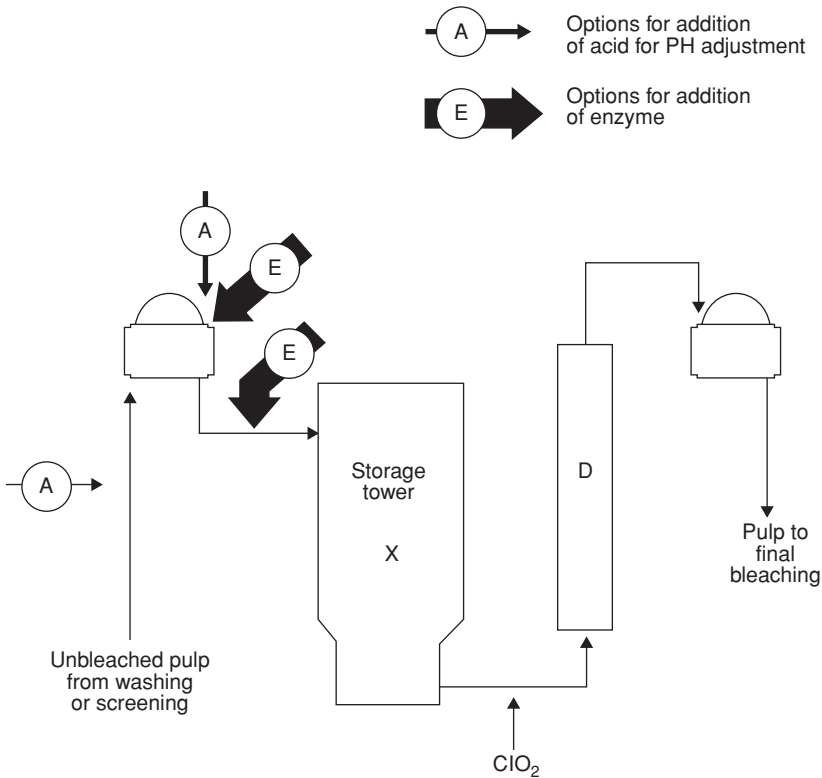 A
Options for addition
of acid for PH adjustment
E
Options for addition
of enzyme
A
E
E
A
Storage
tower
X
D
Unbleached pulp
from washing
or screening
Pulp to
final
bleaching
ClO₂